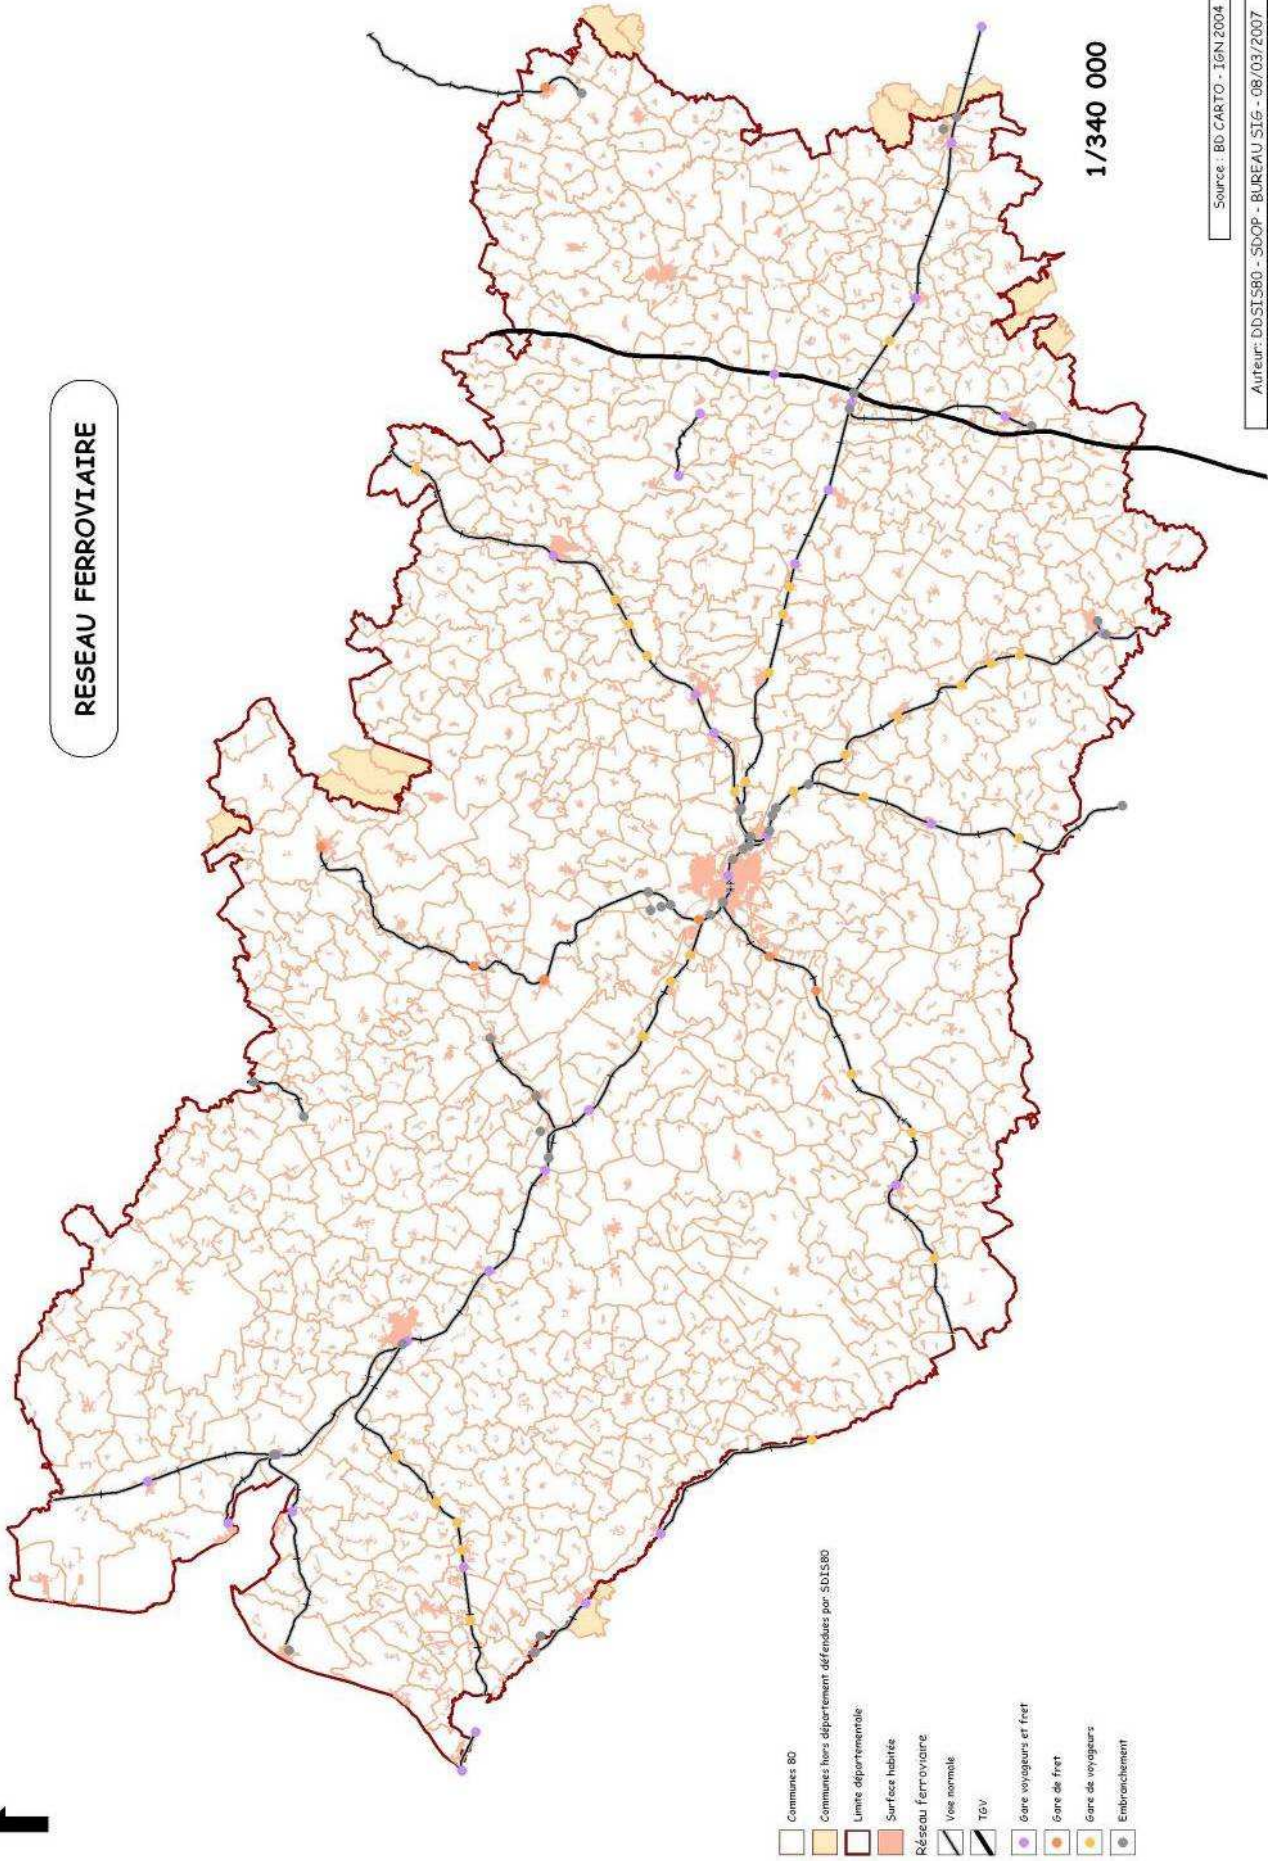 RESEAU FERROVIAIRE
1/340 000
Source : BD CARTO - IGN 2004
Auteur: DDSIS80 - SDOP - BUREAU SIG - 08/03/2007
Communes 80
Communes hors département défendues par SDIS80
Limite départementale
Surface habitée
Réseau ferroviaire
Voie normale
TGV
Gare voyageurs et fret
Gare de fret
Gare de voyageurs
Embranchement